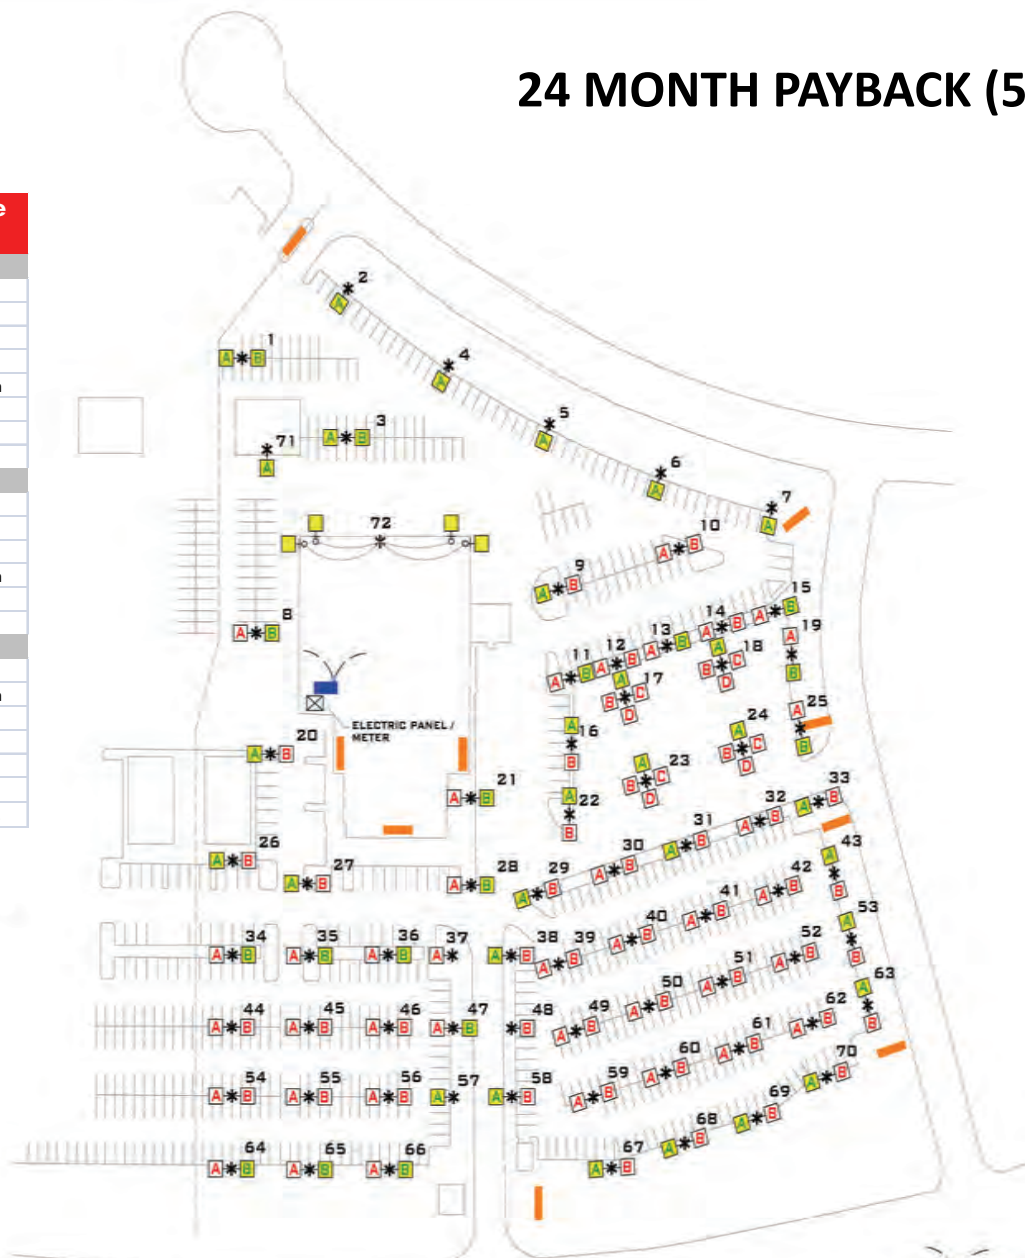 24 MONTH PAYBACK (5
e
2
1
4
A B
A
3
5
A
A B
71
A
A
6
A
7
A
72
10
A B
9
A B
15
A B
14
A B
13
A B
12
A B
11
A B
19
A
B
18
A
B C
D
17
A
B C
D
8
A B
16
A
B
25
A
B
24
A
B C
D
23
A
B C
D
ELECTRIC PANEL /
METER
20
A B
21
A B
22
A
B
33
A B
32
A B
31
A B
30
A B
29
A B
28
A B
26
A B
27
A B
43
A
B
42
A B
41
A B
40
A B
39
A B
38
A B
37
A
36
A B
35
A B
34
A B
53
A
B
52
A B
51
A B
50
A B
49
A B
48
B
47
A B
46
A B
45
A B
44
A B
63
A
B
62
A B
61
A B
60
A B
59
A B
58
A B
57
A
56
A B
55
A B
54
A B
70
A B
69
A B
68
A B
67
A B
66
A B
65
A B
64
A B